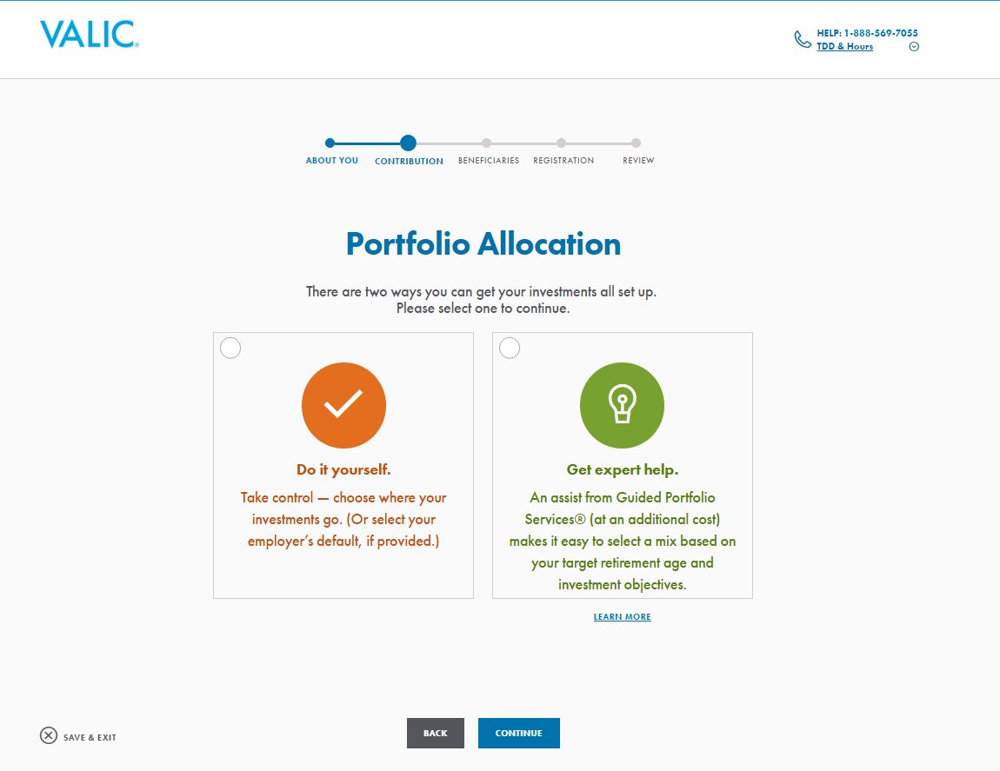 VALIC®
HELP: 1-888-569-7055
TDD & Hours
ABOUT YOU
CONTRIBUTION
BENEFICIARIES
REGISTRATION
REVIEW
Portfolio Allocation
There are two ways you can get your investments all set up.
Please select one to continue.
Do it yourself.
Take control — choose where your
investments go. (Or select your
employer’s default, if provided.)
Get expert help.
An assist from Guided Portfolio
Services® (at an additional cost)
makes it easy to select a mix based on
your target retirement age and
investment objectives.
LEARN MORE
SAVE & EXIT
BACK
CONTINUE